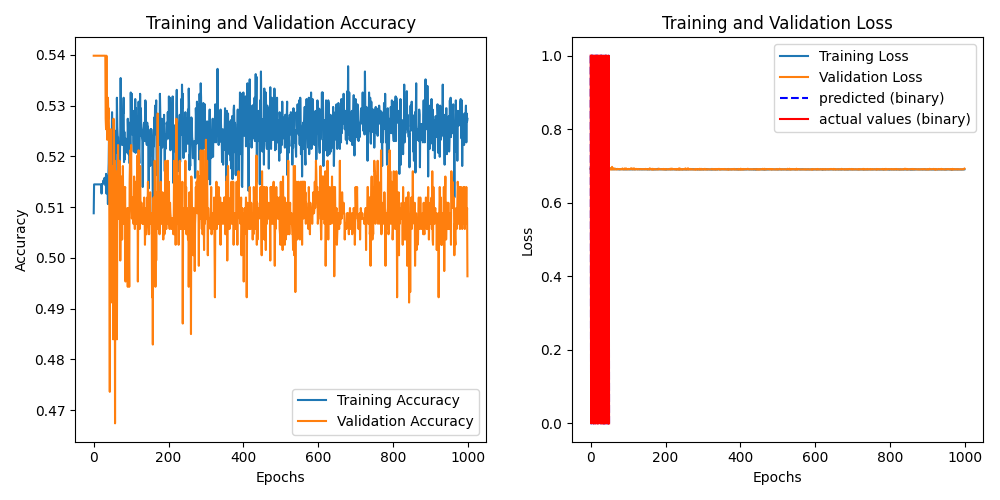 Training and Validation Accuracy
0.54
0.53
0.52
0.51
0.50
0.49
0.48
0.47
Accuracy
0
200
400
600
800
1000
Epochs
Training Accuracy
Validation Accuracy
Training and Validation Loss
1.0
0.8
0.6
0.4
0.2
0.0
Loss
0
200
400
600
800
1000
Epochs
Training Loss
Validation Loss
predicted (binary)
actual values (binary)